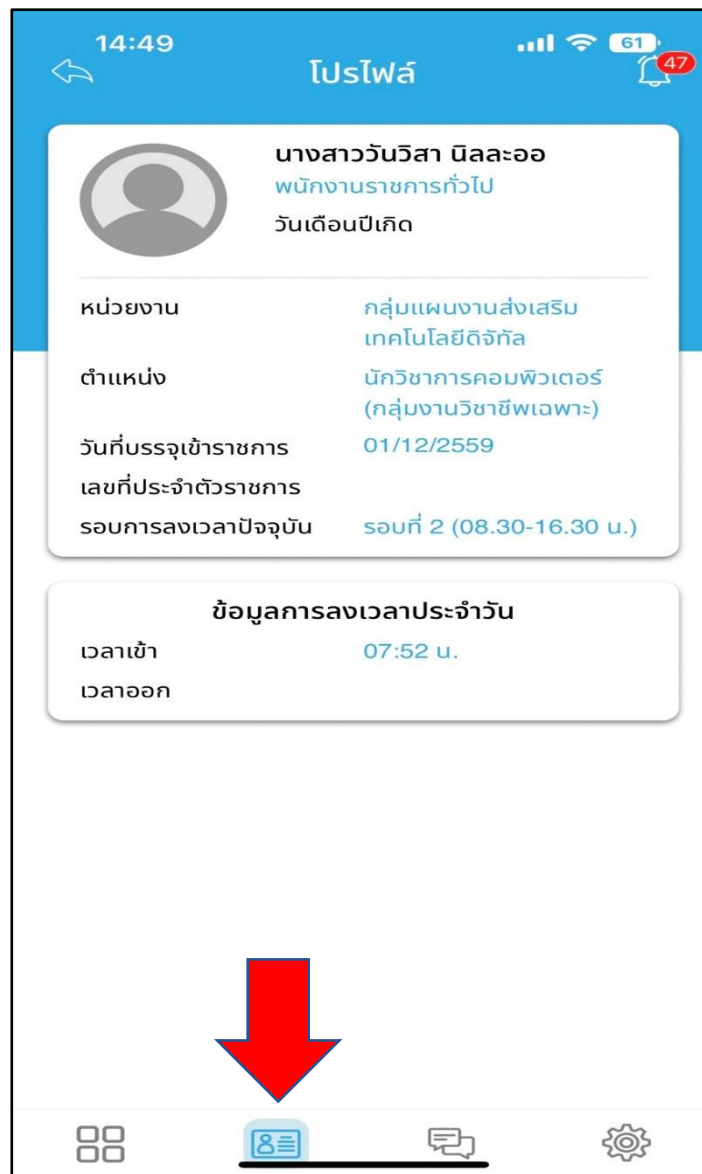 14:49
61
โปรไฟล์
47
นางสาววันวิสา นิลละออ
พนักงานราชการทั่วไป
วันเดือนปีเกิด
หน่วยงาน กลุ่มแผนงานส่งเสริม
เทคโนโลยีดิจิทัล
ตำแหน่ง นักวิชาการคอมพิวเตอร์
(กลุ่มงานวิชาชีพเฉพาะ)
วันที่บรรจุเข้าราชการ 01/12/2559
เลขที่ประจำตัวราชการ
รอบการลงเวลาปัจจุบัน รอบที่ 2 (08.30-16.30 น.)
ข้อมูลการลงเวลาประจำวัน
เวลาเข้า 07:52 น.
เวลาออก